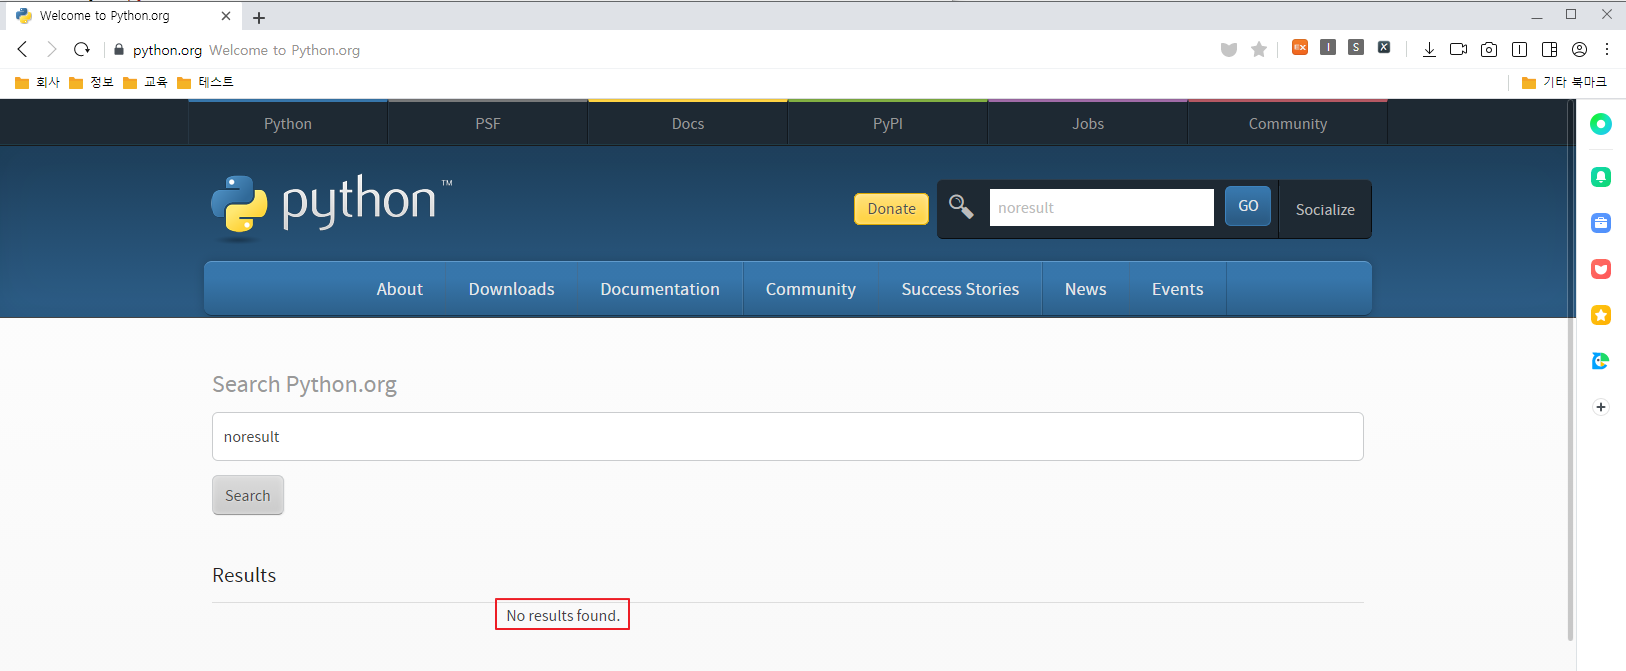 Welcome to Python.org
python.org Welcome to Python.org
회사 정보 교육 테스트 기타 북마크
Python PSF Docs PyPI Jobs Community
python™
Donate noresult GO Socialize
About Downloads Documentation Community Success Stories News Events
Search Python.org
noresult
Search
Results
No results found.